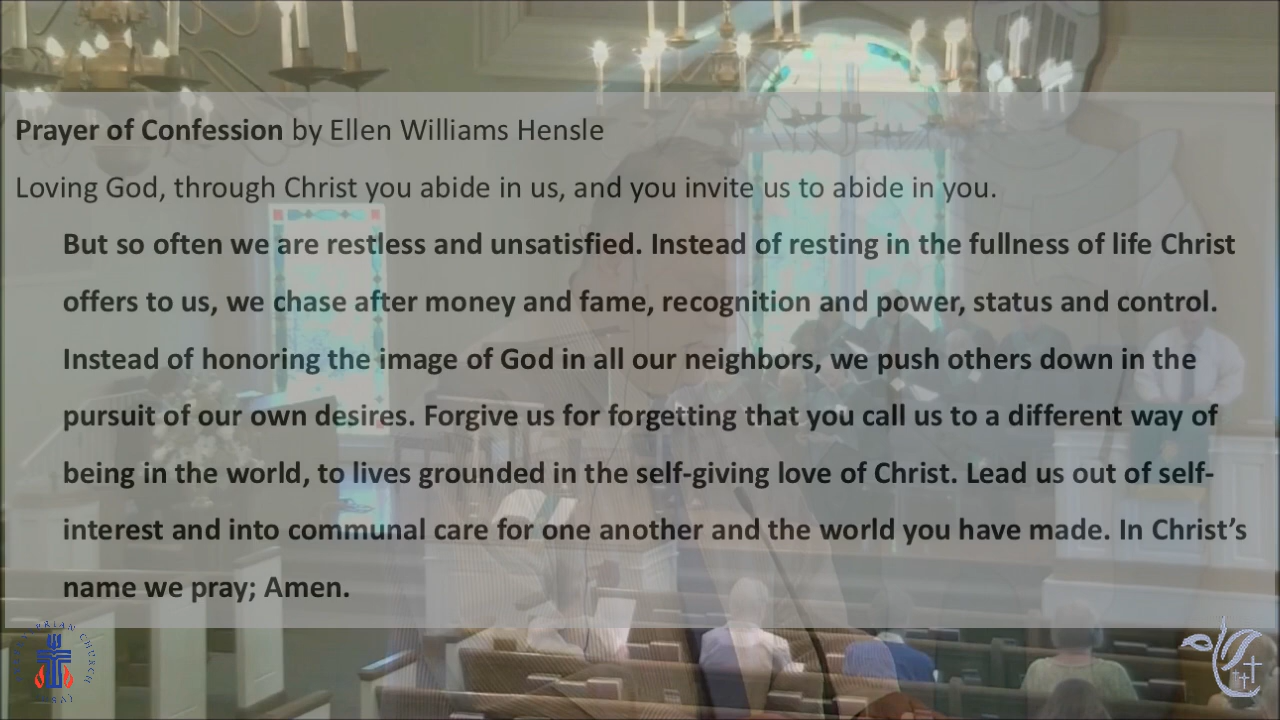 Prayer of Confession by Ellen Williams Hensle
Loving God, through Christ you abide in us, and you invite us to abide in you.
But so often we are restless and unsatisfied. Instead of resting in the fullness of life Christ
offers to us, we chase after money and fame, recognition and power, status and control.
Instead of honoring the image of God in all our neighbors, we push others down in the
pursuit of our own desires. Forgive us for forgetting that you call us to a different way of
being in the world, to lives grounded in the self-giving love of Christ. Lead us out of self-
interest and into communal care for one another and the world you have made. In Christ’s
name we pray; Amen.
CHURCH